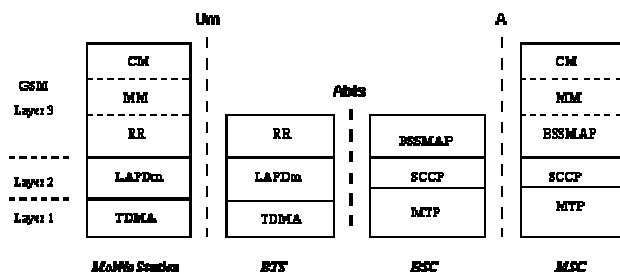 Um
A
Abis
GSM
Layer 3
Layer 2
Layer 1
CM
MM
RR
LAPDm
TDMA
Mobile Station
RR
LAPDm
TDMA
BTS
BSSMAP
SCCP
MTP
BSC
CM
MM
BSSMAP
SCCP
MTP
MSC